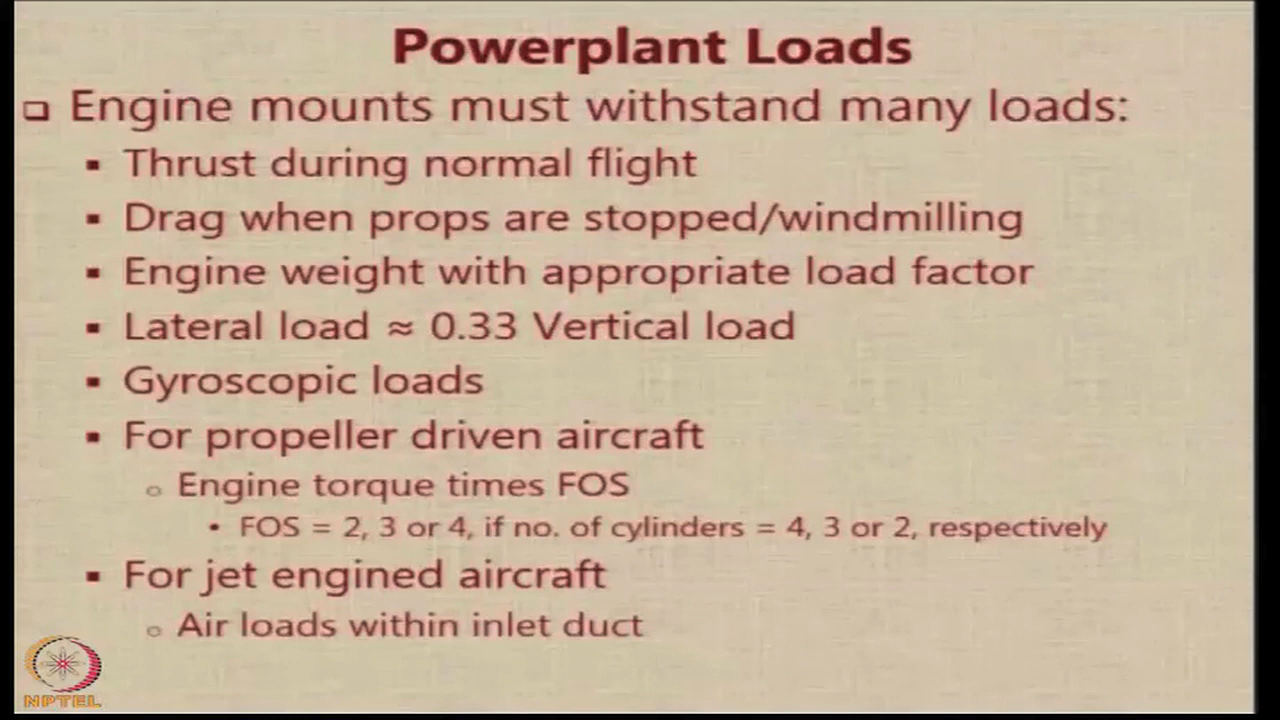 Powerplant Loads
Engine mounts must withstand many loads:
Thrust during normal flight
Drag when props are stopped/windmilling
Engine weight with appropriate load factor
Lateral load ≈ 0.33 Vertical load
Gyroscopic loads
For propeller driven aircraft
Engine torque times FOS
FOS = 2, 3 or 4, if no. of cylinders = 4, 3 or 2, respectively
For jet engined aircraft
Air loads within inlet duct
NPTEL